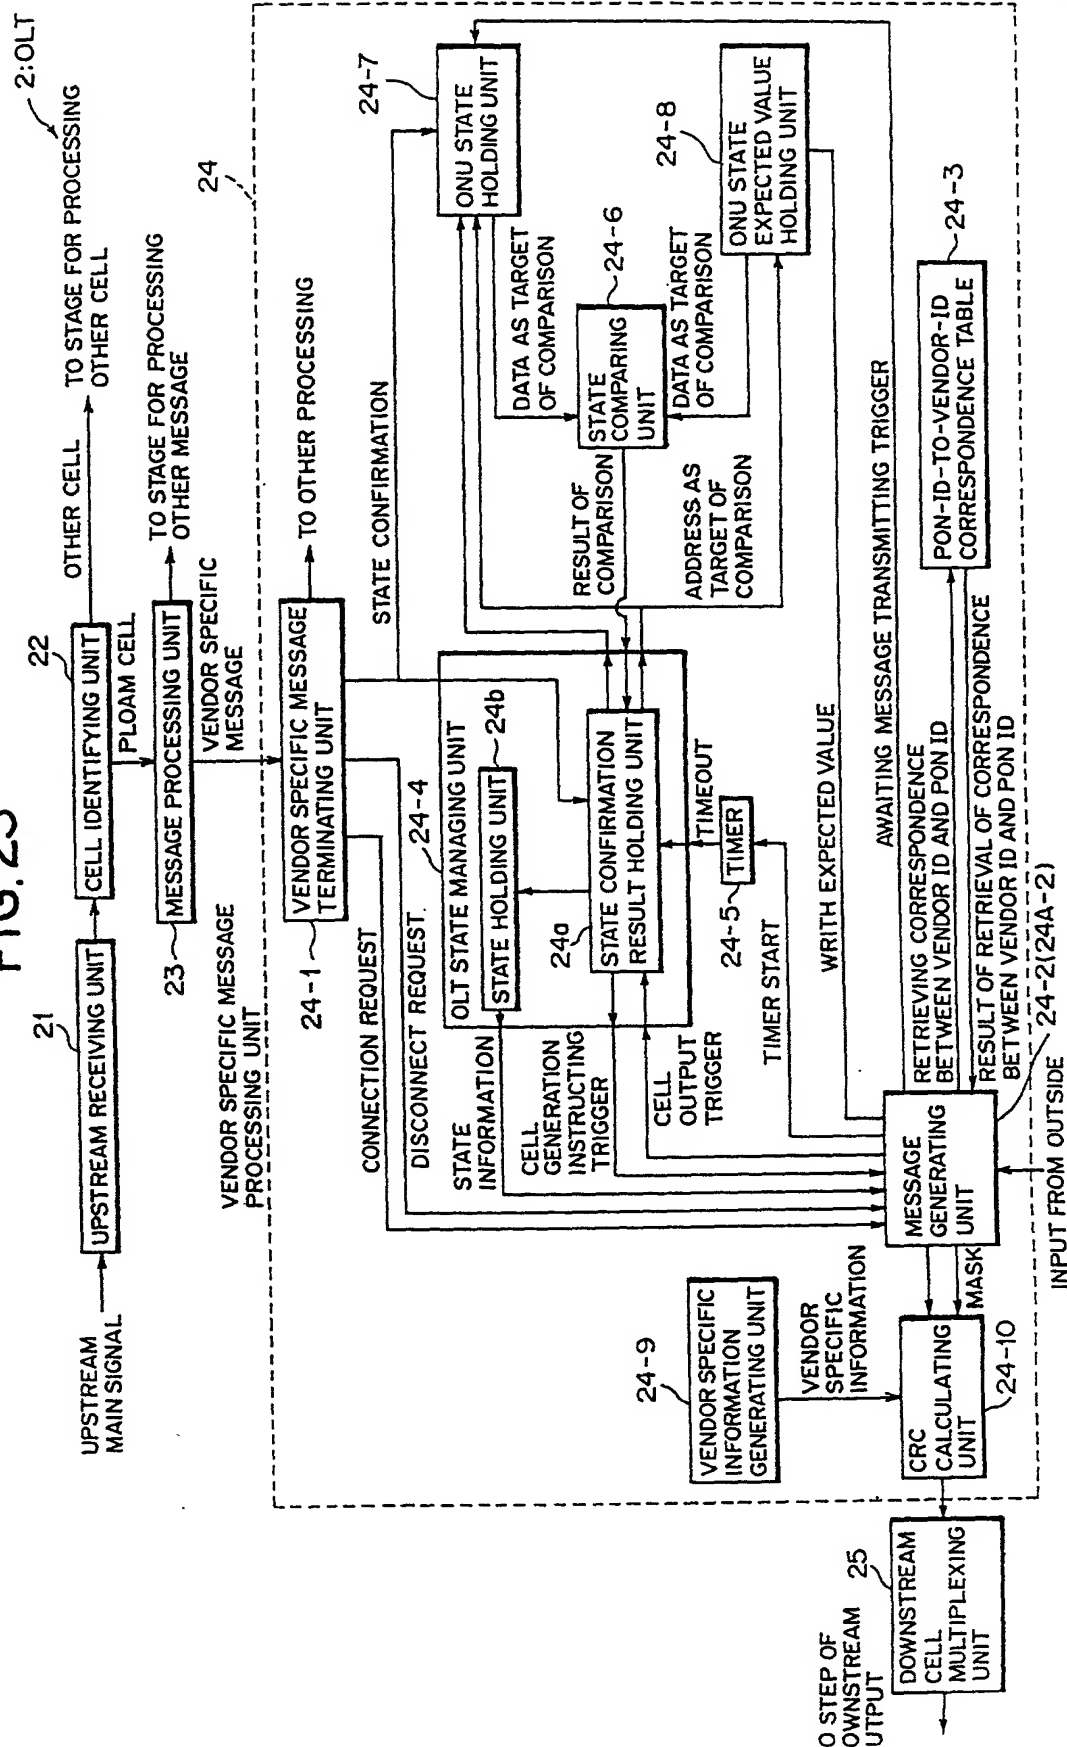 FIG. 23
2:OLT
UPSTREAM
MAIN SIGNAL
21
UPSTREAM RECEIVING UNIT
22
CELL IDENTIFYING UNIT
OTHER CELL
TO STAGE FOR PROCESSING
OTHER CELL
PLOAM CELL
23
MESSAGE PROCESSING UNIT
TO STAGE FOR PROCESSING
OTHER MESSAGE
VENDOR SPECIFIC
MESSAGE
VENDOR SPECIFIC MESSAGE
PROCESSING UNIT
24
24-1
VENDOR SPECIFIC MESSAGE
TERMINATING UNIT
TO OTHER PROCESSING
CONNECTION REQUEST
DISCONNECT REQUEST.
STATE CONFIRMATION
24-4
OLT STATE MANAGING UNIT
STATE HOLDING UNIT
24b
24a
STATE CONFIRMATION
RESULT HOLDING UNIT
STATE
INFORMATION
CELL
GENERATION
INSTRUCTING
TRIGGER
CELL
OUTPUT
TRIGGER
TIMEOUT
24-5
TIMER
TIMER START
24-7
ONU STATE
HOLDING UNIT
DATA AS TARGET
OF COMPARISON
24-6
STATE
COMPARING
UNIT
RESULT OF
COMPARISON
DATA AS TARGET
OF COMPARISON
24-8
ONU STATE
EXPECTED VALUE
HOLDING UNIT
ADDRESS AS
TARGET OF
COMPARISON
WRITH EXPECTED VALUE
AWAITING MESSAGE TRANSMITTING TRIGGER
24-3
PON-ID-TO-VENDOR-ID
CORRESPONDENCE TABLE
RETRIEVING CORRESPONDENCE
BETWEEN VENDOR ID AND PON ID
RESULT OF RETRIEVAL OF CORRESPONDENCE
BETWEEN VENDOR ID AND PON ID
24-2(24A-2)
MESSAGE
GENERATING
UNIT
INPUT FROM OUTSIDE
MASK
24-9
VENDOR SPECIFIC
INFORMATION
GENERATING UNIT
VENDOR
SPECIFIC
INFORMATION
CRC
CALCULATING
UNIT
24-10
25
DOWNSTREAM
CELL
MULTIPLEXING
UNIT
O STEP OF
OWNSTREAM
UTPUT